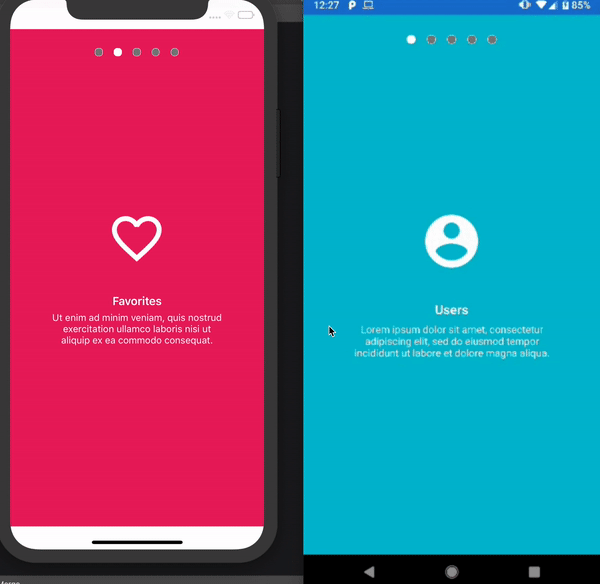 Favorites
Ut enim ad minim veniam, quis nostrud
exercitation ullamco laboris nisi ut
aliquip ex ea commodo consequat.
12:27
85%
Users
Lorem ipsum dolor sit amet, consectetur
adipiscing elit, sed do eiusmod tempor
incididunt ut labore et dolore magna aliqua.